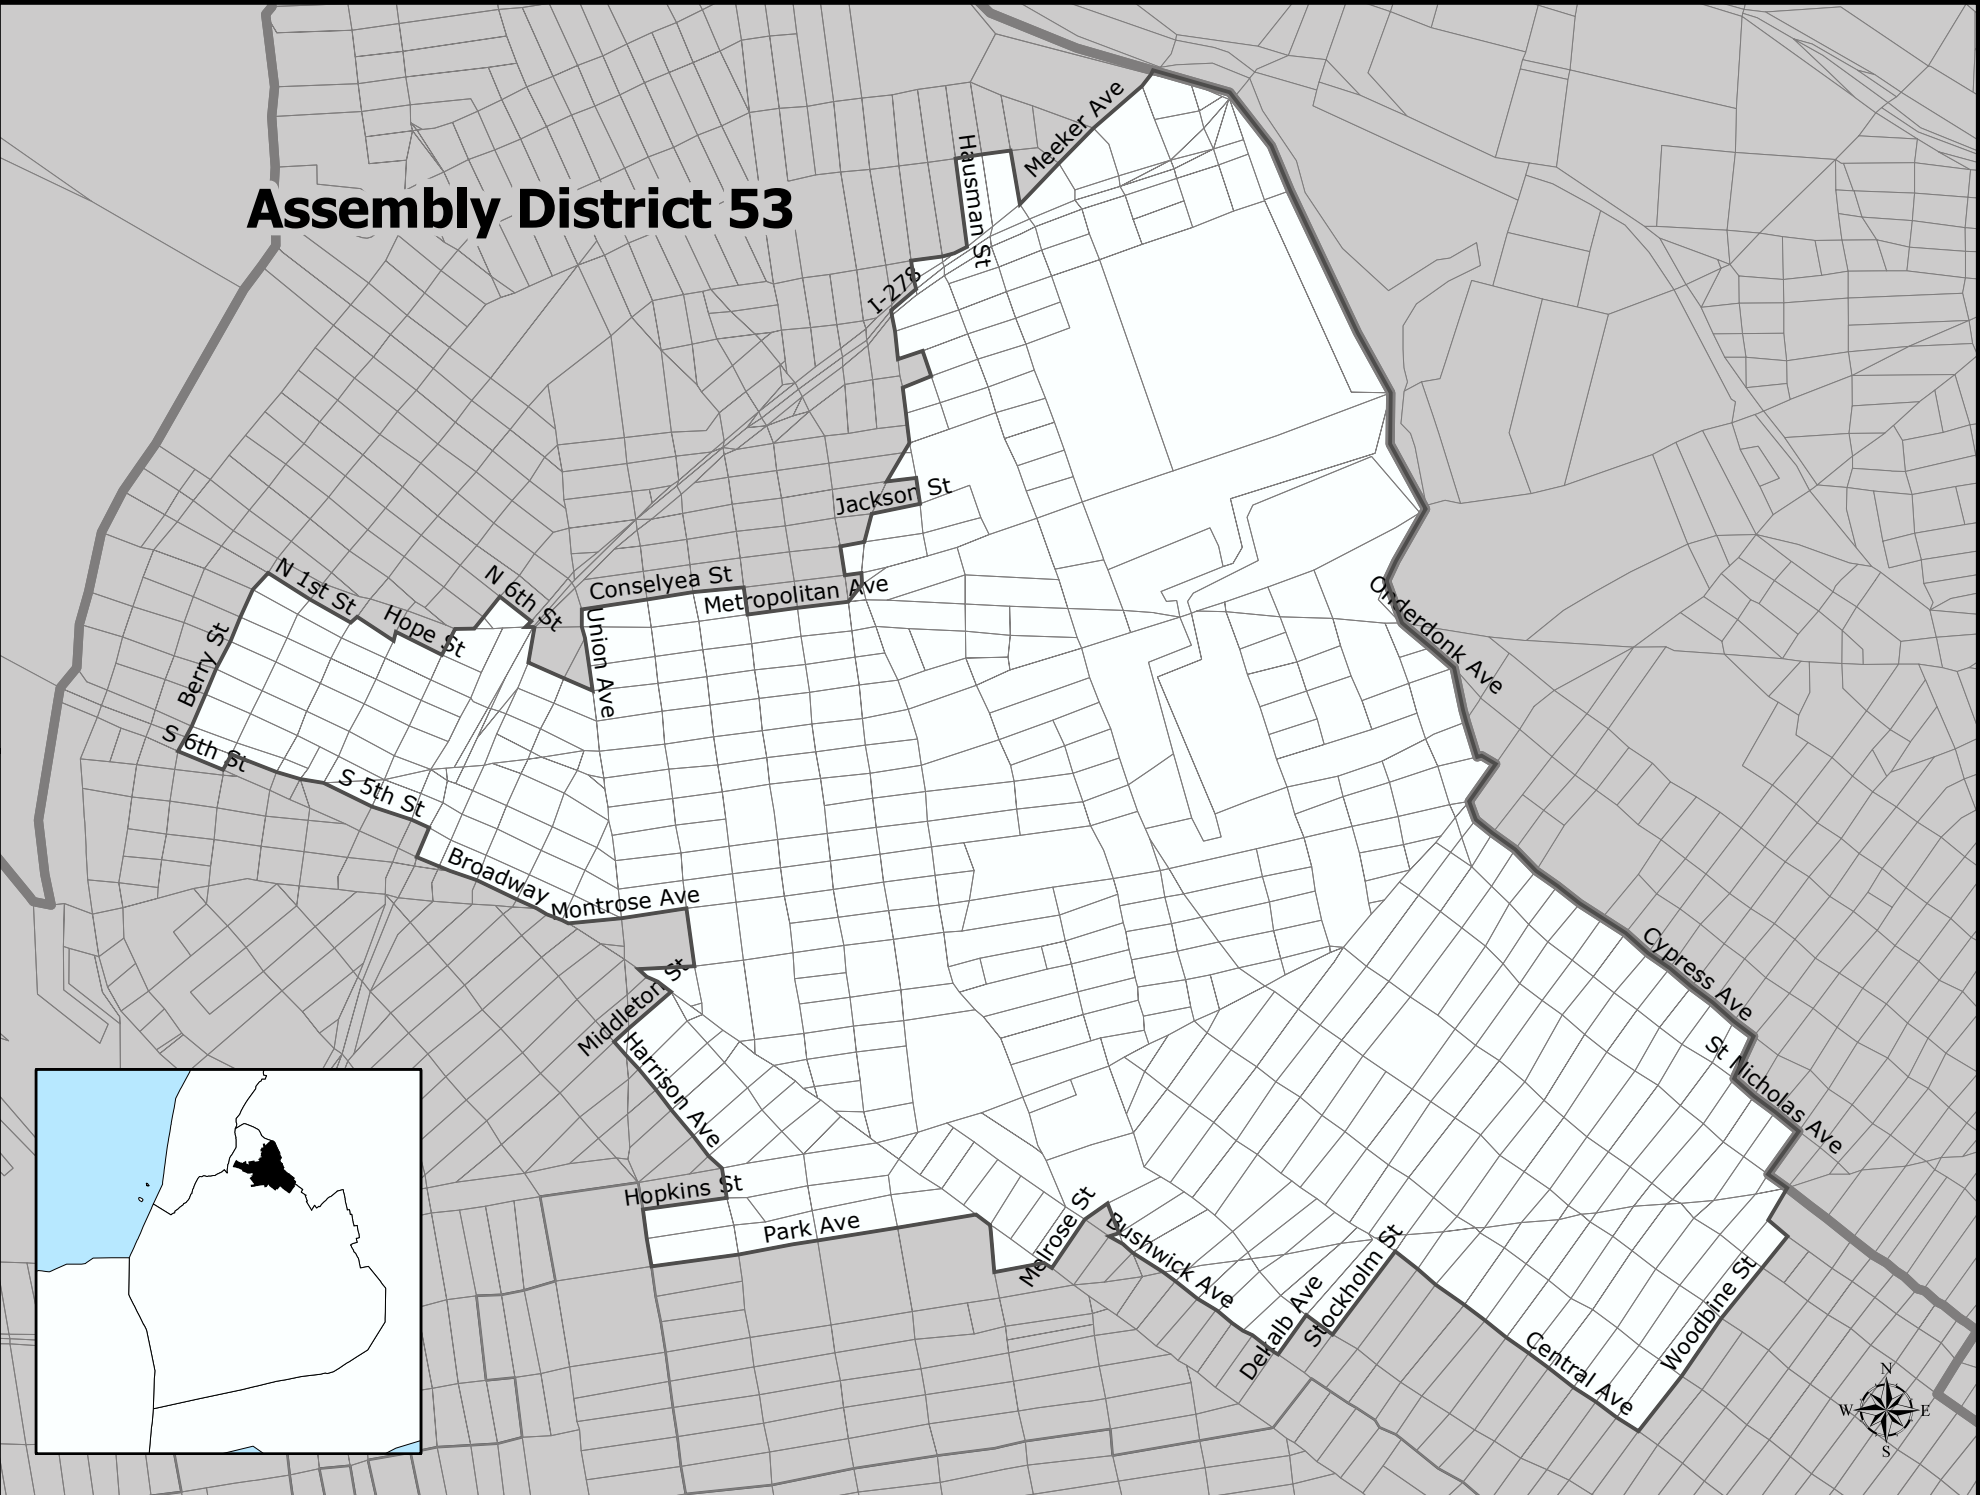 Meeker Ave
Hausman St
Assembly District 53
I-278
Jackson St
N 1st St
N 6th St
Conselyea St
Metropolitan Ave
Hope St
Union Ave
Onderdonk Ave
Berry St
S 6th St
S 5th St
Broadway
Montrose Ave
Middleton St
Cypress Ave
Harrison Ave
St Nicholas Ave
Hopkins St
Park Ave
Melrose St
Bushwick Ave
Dekalb Ave
Stockholm St
Central Ave
Woodbine St
N
W
E
S